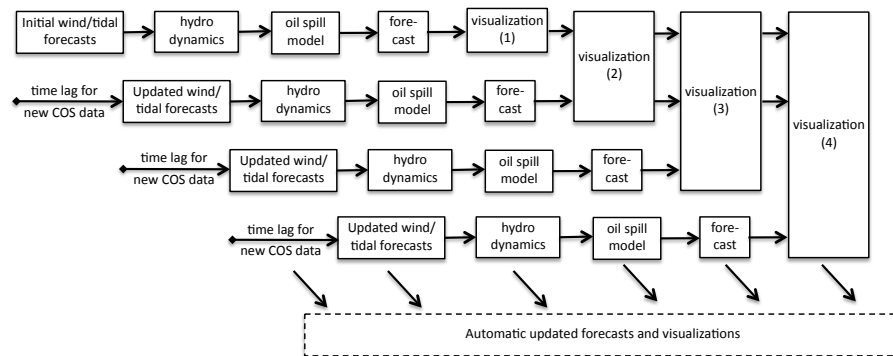 Initial wind/tidal
forecasts
hydro
dynamics
oil spill
model
fore-
cast
visualization
(1)
visualization
(2)
visualization
(3)
visualization
(4)
time lag for
new COS data
Updated wind/
tidal forecasts
hydro
dynamics
oil spill
model
fore-
cast
time lag for
new COS data
Updated wind/
tidal forecasts
hydro
dynamics
oil spill
model
fore-
cast
time lag for
new COS data
Updated wind/
tidal forecasts
hydro
dynamics
oil spill
model
fore-
cast
Automatic updated forecasts and visualizations